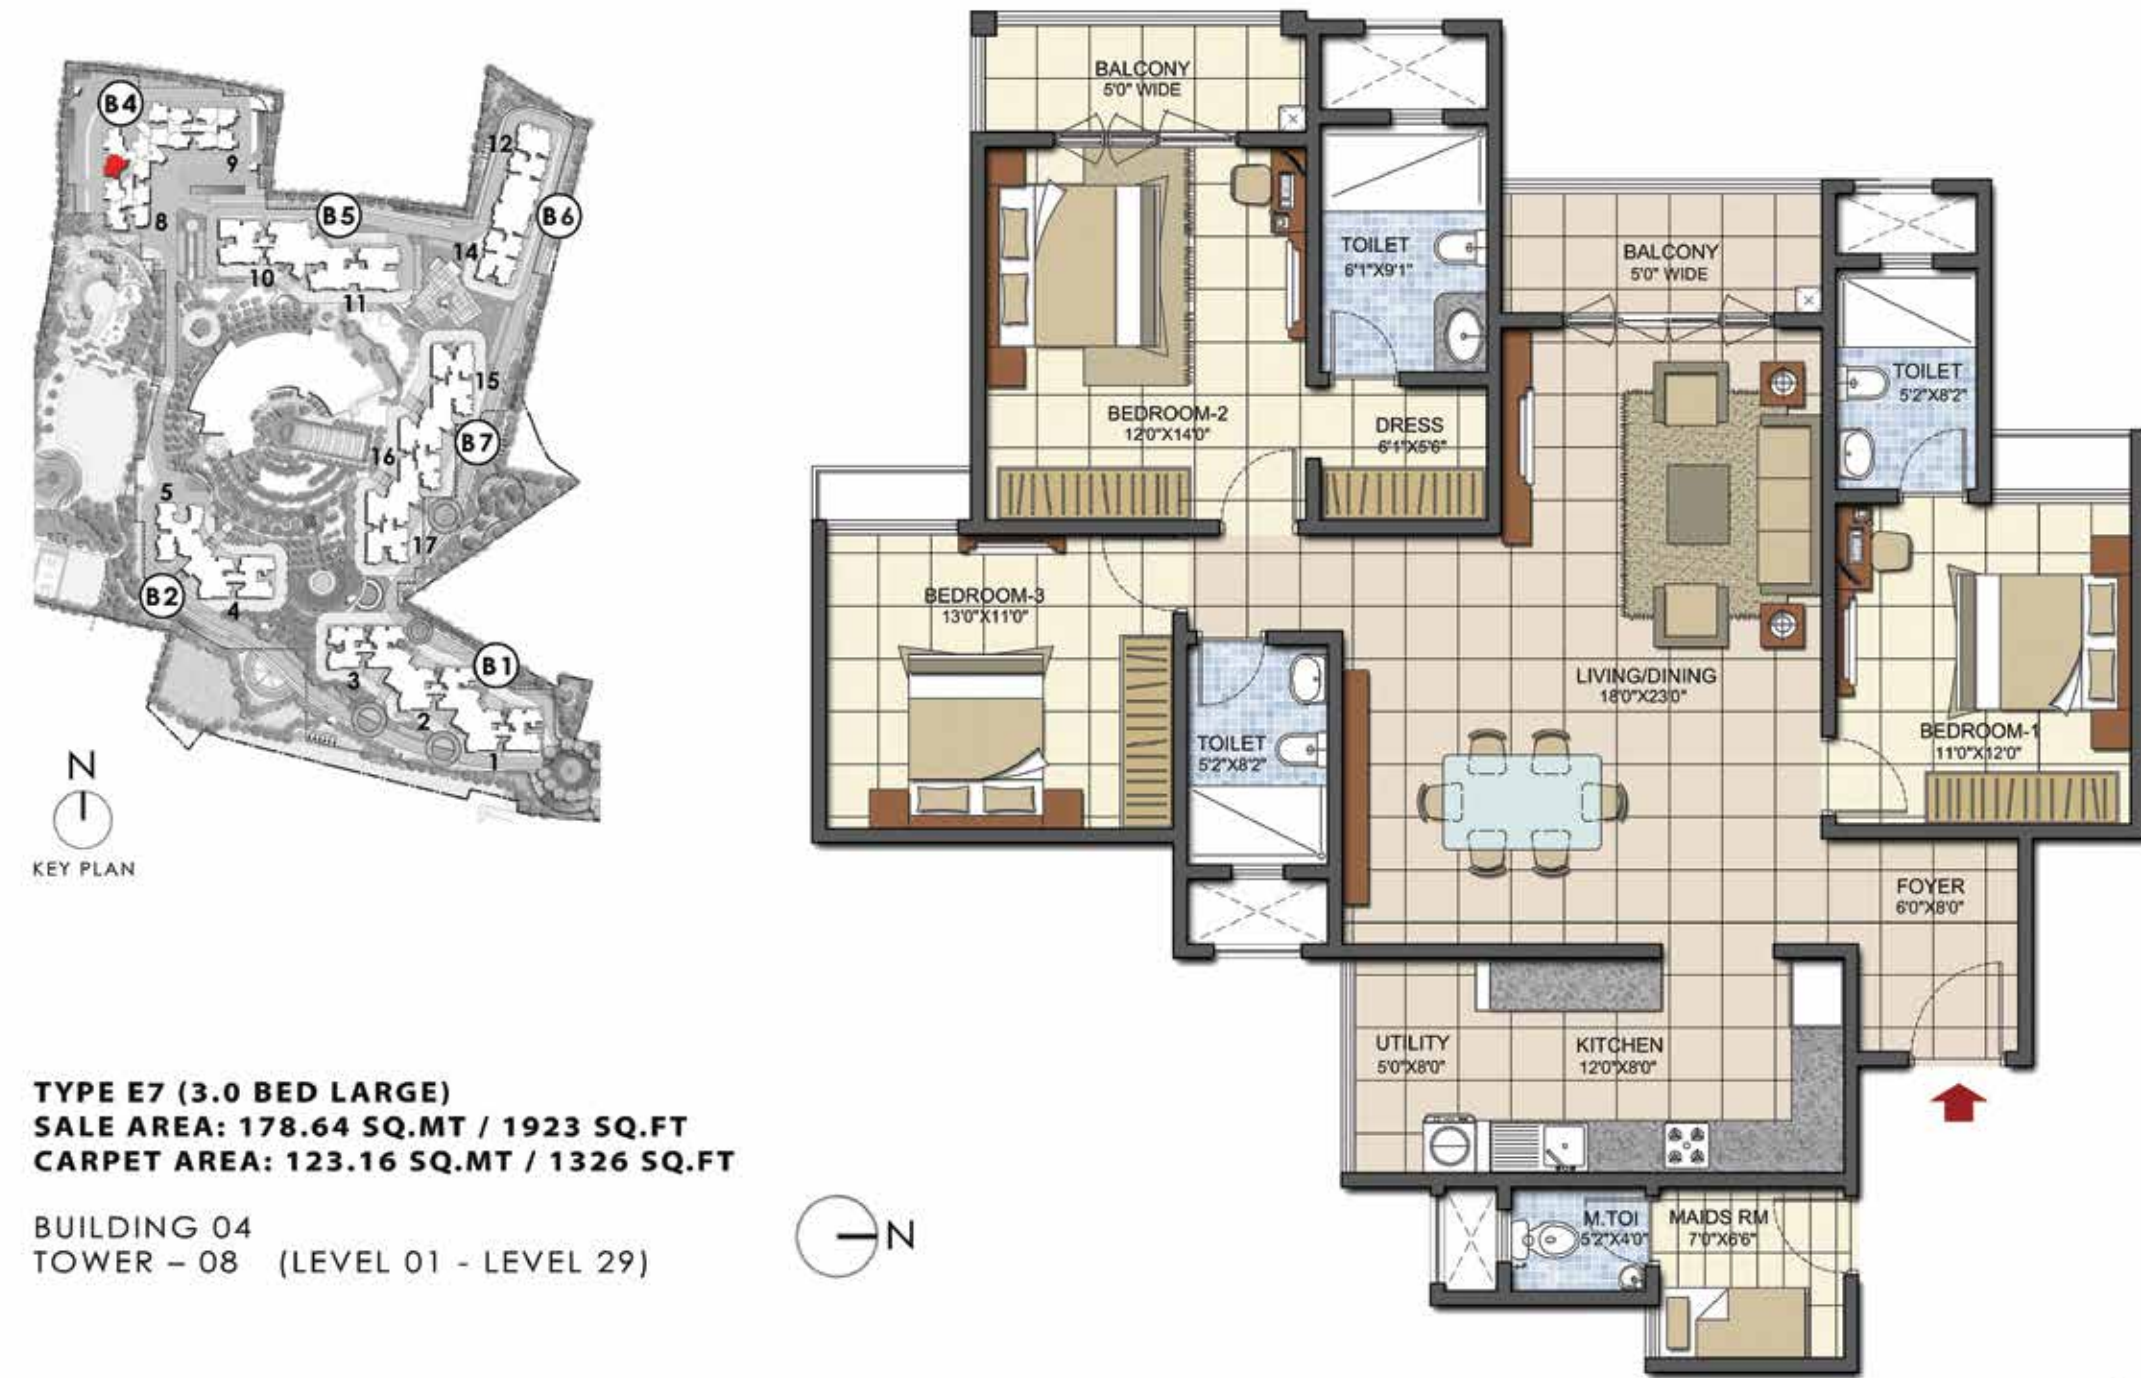 B4
9
8
12
B5
B6
14
10
11
15
B7
16
5
17
B2
4
B1
3
2
1
N
KEY PLAN
TYPE E7 (3.0 BED LARGE)
SALE AREA: 178.64 SQ.MT / 1923 SQ.FT
CARPET AREA: 123.16 SQ.MT / 1326 SQ.FT
BUILDING 04
TOWER – 08 (LEVEL 01 - LEVEL 29)
N
BALCONY
5'0" WIDE
TOILET
6'1"X9'1"
BALCONY
5'0" WIDE
TOILET
5'2"X8'2"
BEDROOM-2
12'0"X14'0"
DRESS
6'1"X5'6"
BEDROOM-3
13'0"X11'0"
LIVING/DINING
18'0"X23'0"
TOILET
5'2"X8'2"
BEDROOM-1
11'0"X12'0"
FOYER
6'0"X8'0"
UTILITY
5'0"X8'0"
KITCHEN
12'0"X8'0"
M.TOI
5'2"X4'0"
MAIDS RM
7'0"X6'6"